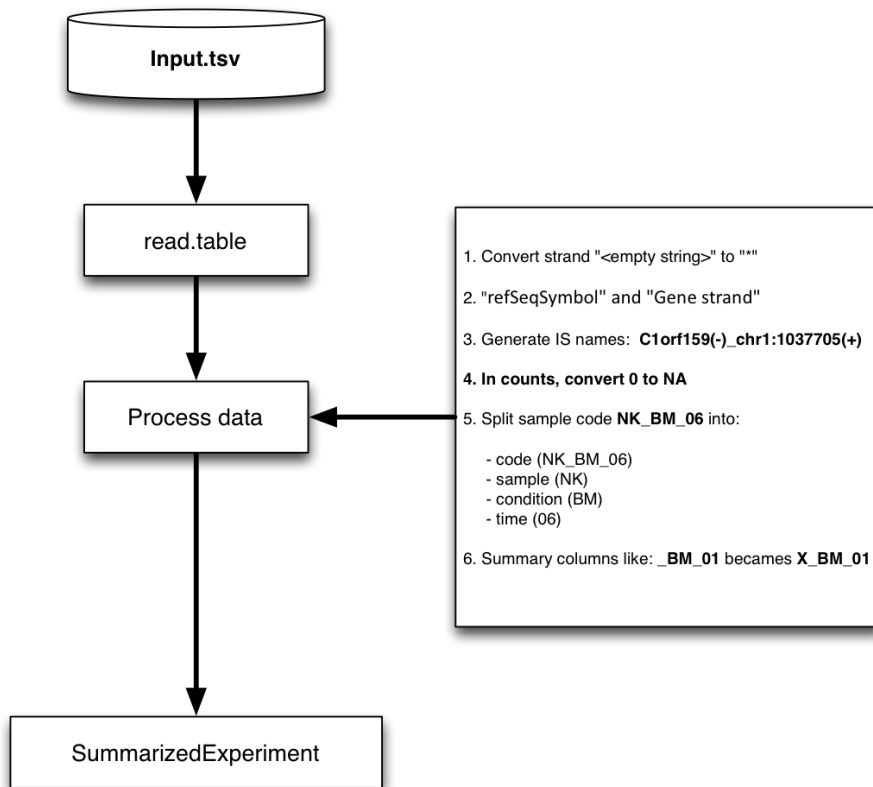 Input.tsv
read.table
Process data
SummarizedExperiment
1. Convert strand "<empty string>" to "*"
2. "refSeqSymbol" and "Gene strand"
3. Generate IS names: C1orf159(-)_chr1:1037705(+)
4. In counts, convert 0 to NA
5. Split sample code NK_BM_06 into:
- code (NK_BM_06)
- sample (NK)
- condition (BM)
- time (06)
6. Summary columns like: _BM_01 becames X_BM_01